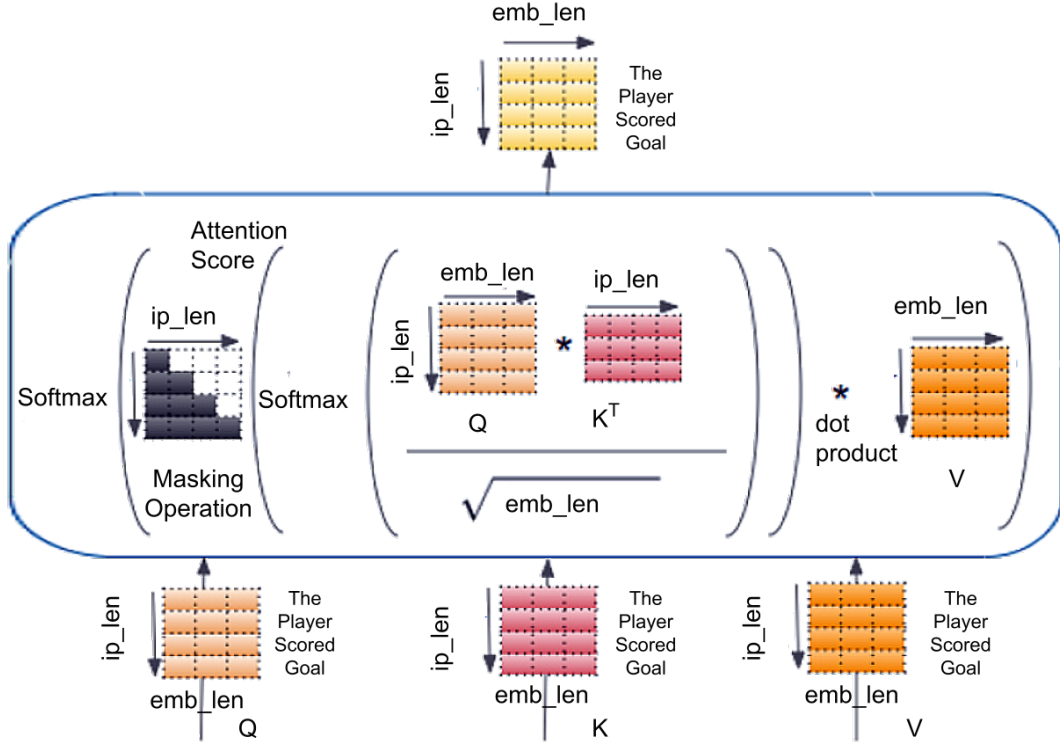 emb_len
ip_len
The
Player
Scored
Goal
Attention
Score
Softmax
ip_len
Masking
Operation
Softmax
ip_len
emb_len
Q
*
ip_len
K^T
√ emb_len
*
dot
product
emb_len
V
ip_len
The
Player
Scored
Goal
emb_len
Q
ip_len
The
Player
Scored
Goal
emb_len
K
ip_len
The
Player
Scored
Goal
emb_len
V